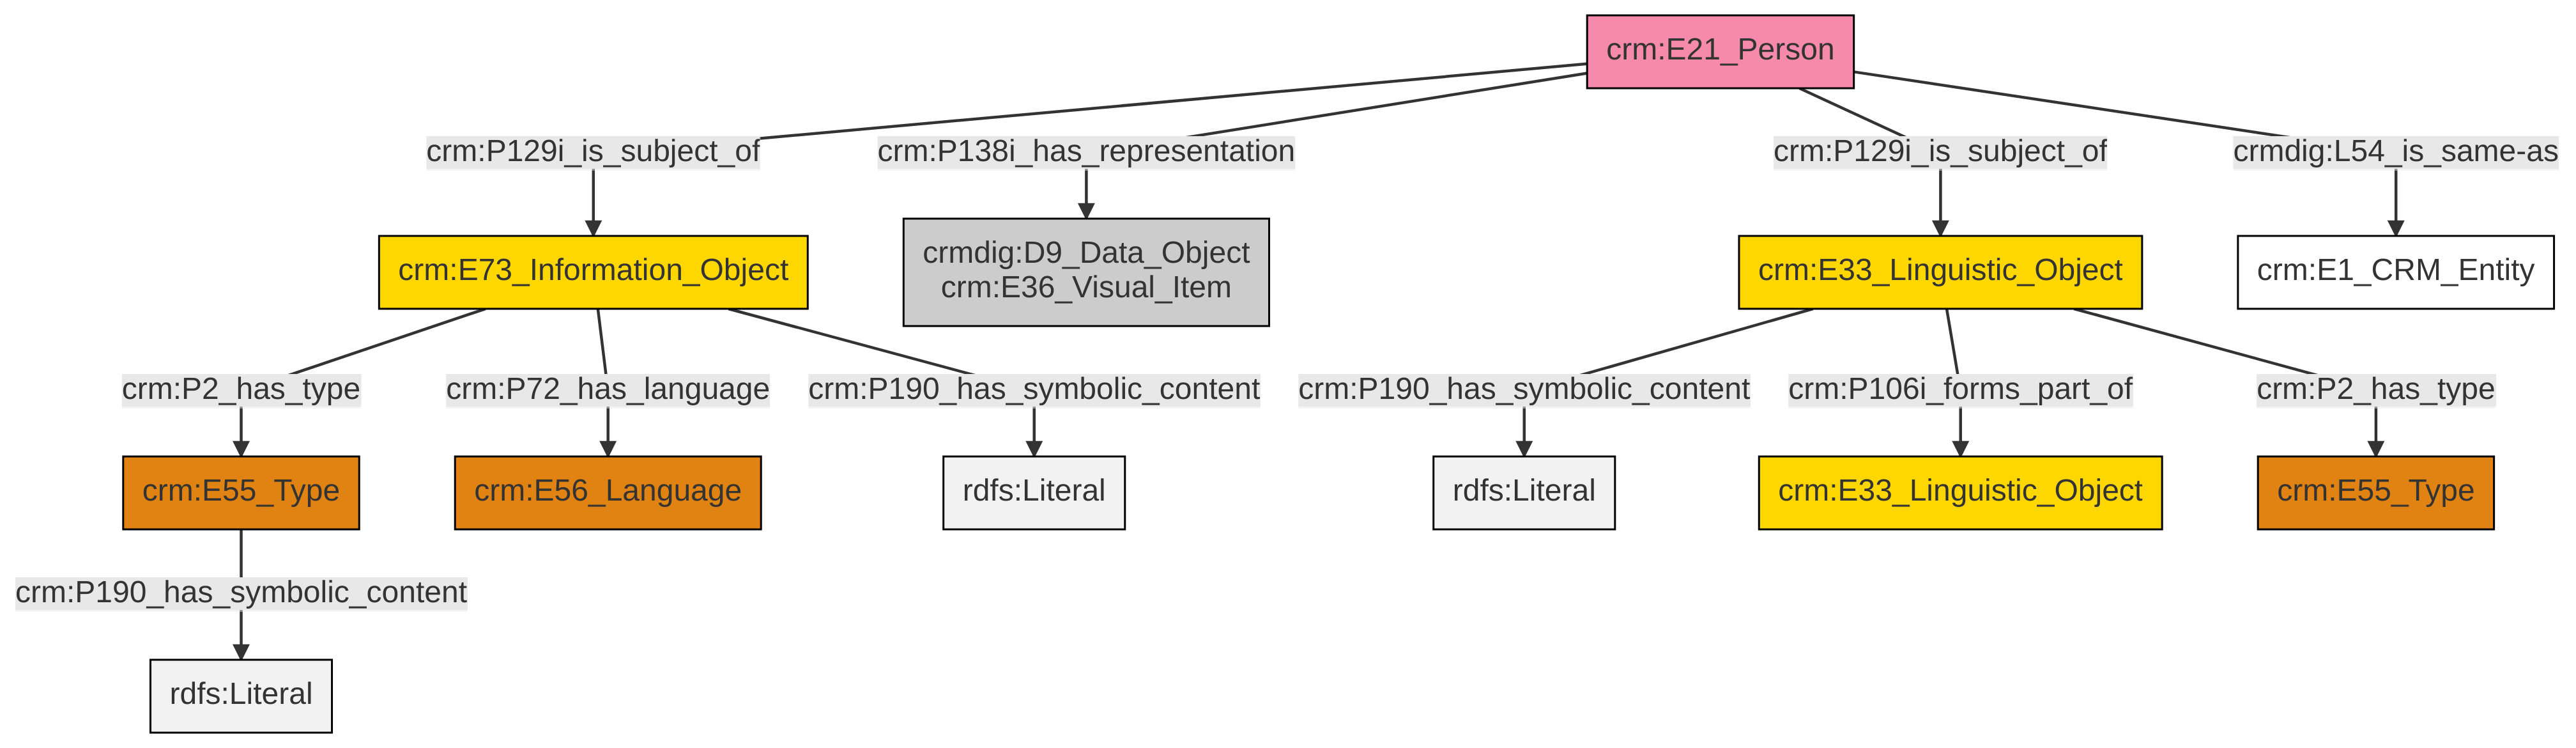 crm:E21_Person
crm:P129i_is_subject_of
crm:P138i_has_representation
crm:P129i_is_subject_of
crmdig:L54_is_same-as
crm:E73_Information_Object
crmdig:D9_Data_Object
crm:E36_Visual_Item
crm:E33_Linguistic_Object
crm:E1_CRM_Entity
crm:P2_has_type
crm:P72_has_language
crm:P190_has_symbolic_content
crm:P190_has_symbolic_content
crm:P106i_forms_part_of
crm:P2_has_type
crm:E55_Type
crm:E56_Language
rdfs:Literal
rdfs:Literal
crm:E33_Linguistic_Object
crm:E55_Type
crm:P190_has_symbolic_content
rdfs:Literal